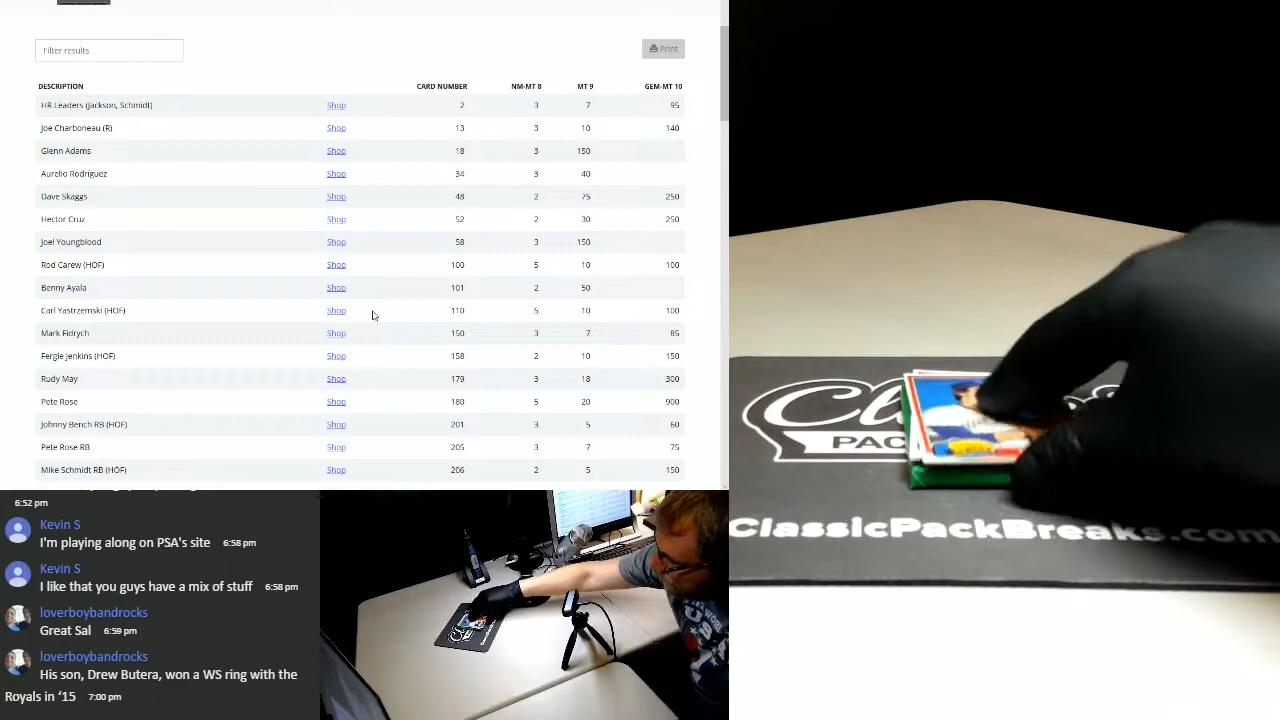 Filter results
Print
DESCRIPTION CARD NUMBER NM-MT 8 MT 9 GEM-MT 10
HR Leaders (Jackson, Schmidt) Shop 2 3 7 95
Joe Charboneau (R) Shop 13 3 10 140
Glenn Adams Shop 18 3 150
Aurelio Rodriguez Shop 34 3 40
Dave Skaggs Shop 48 2 75 250
Hector Cruz Shop 52 2 30 250
Joel Youngblood Shop 58 3 150
Rod Carew (HOF) Shop 100 5 10 100
Benny Ayala Shop 101 2 50
Carl Yastrzemski (HOF) Shop 110 5 10 100
Mark Fidrych Shop 150 3 7 85
Fergie Jenkins (HOF) Shop 158 2 10 150
Rudy May Shop 179 3 18 300
Pete Rose Shop 180 5 20 900
Johnny Bench RB (HOF) Shop 201 3 5 60
Pete Rose RB Shop 205 3 7 75
Mike Schmidt RB (HOF) Shop 206 2 5 150
6:52 pm
Kevin S
I'm playing along on PSA's site 6:58 pm
Kevin S
I like that you guys have a mix of stuff 6:58 pm
loverboybandrocks
Great Sal 6:59 pm
loverboybandrocks
His son, Drew Butera, won a WS ring with the
Royals in ‘15 7:00 pm
PAC
ClassicPackBreaks.com